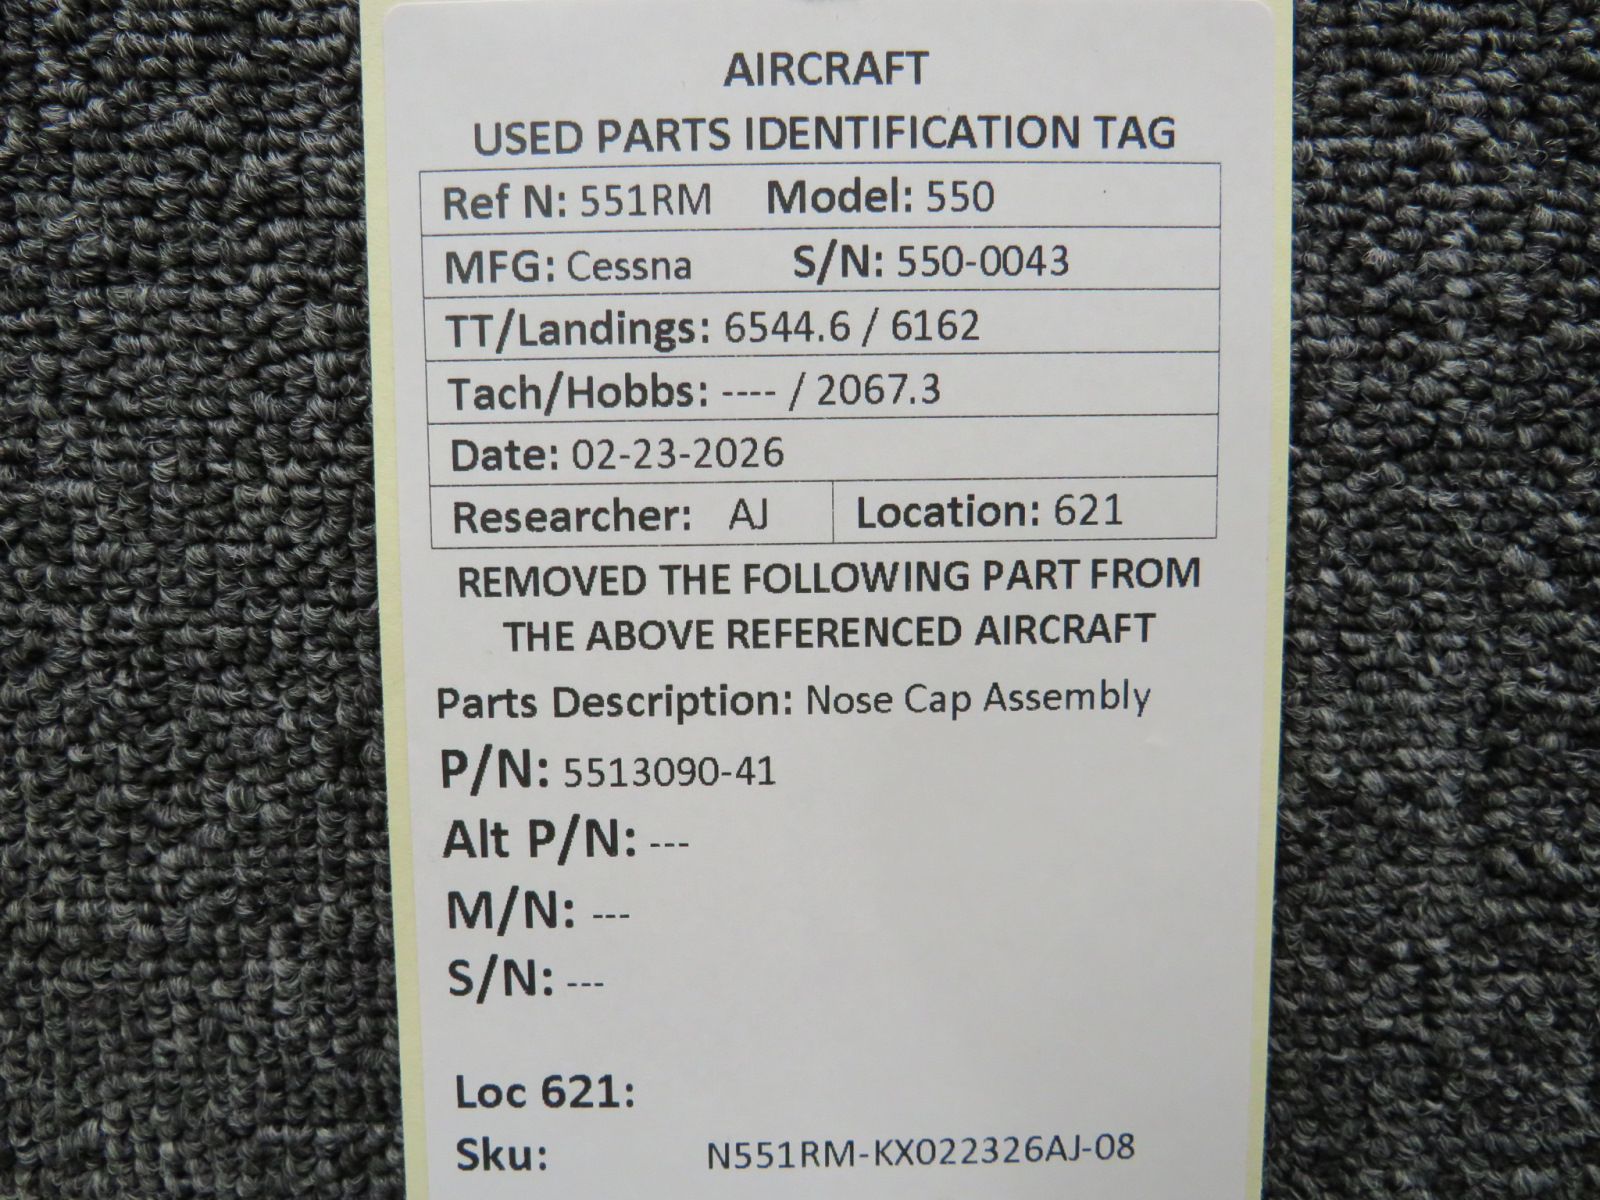 AIRCRAFT
USED PARTS IDENTIFICATION TAG
Ref N: 551RM Model: 550
MFG: Cessna S/N: 550-0043
TT/Landings: 6544.6 / 6162
Tach/Hobbs: ---- / 2067.3
Date: 02-23-2026
Researcher: AJ Location: 621
REMOVED THE FOLLOWING PART FROM
THE ABOVE REFERENCED AIRCRAFT
Parts Description: Nose Cap Assembly
P/N: 5513090-41
Alt P/N: ---
M/N: ---
S/N: ---
Loc 621:
Sku: N551RM-KX022326AJ-08